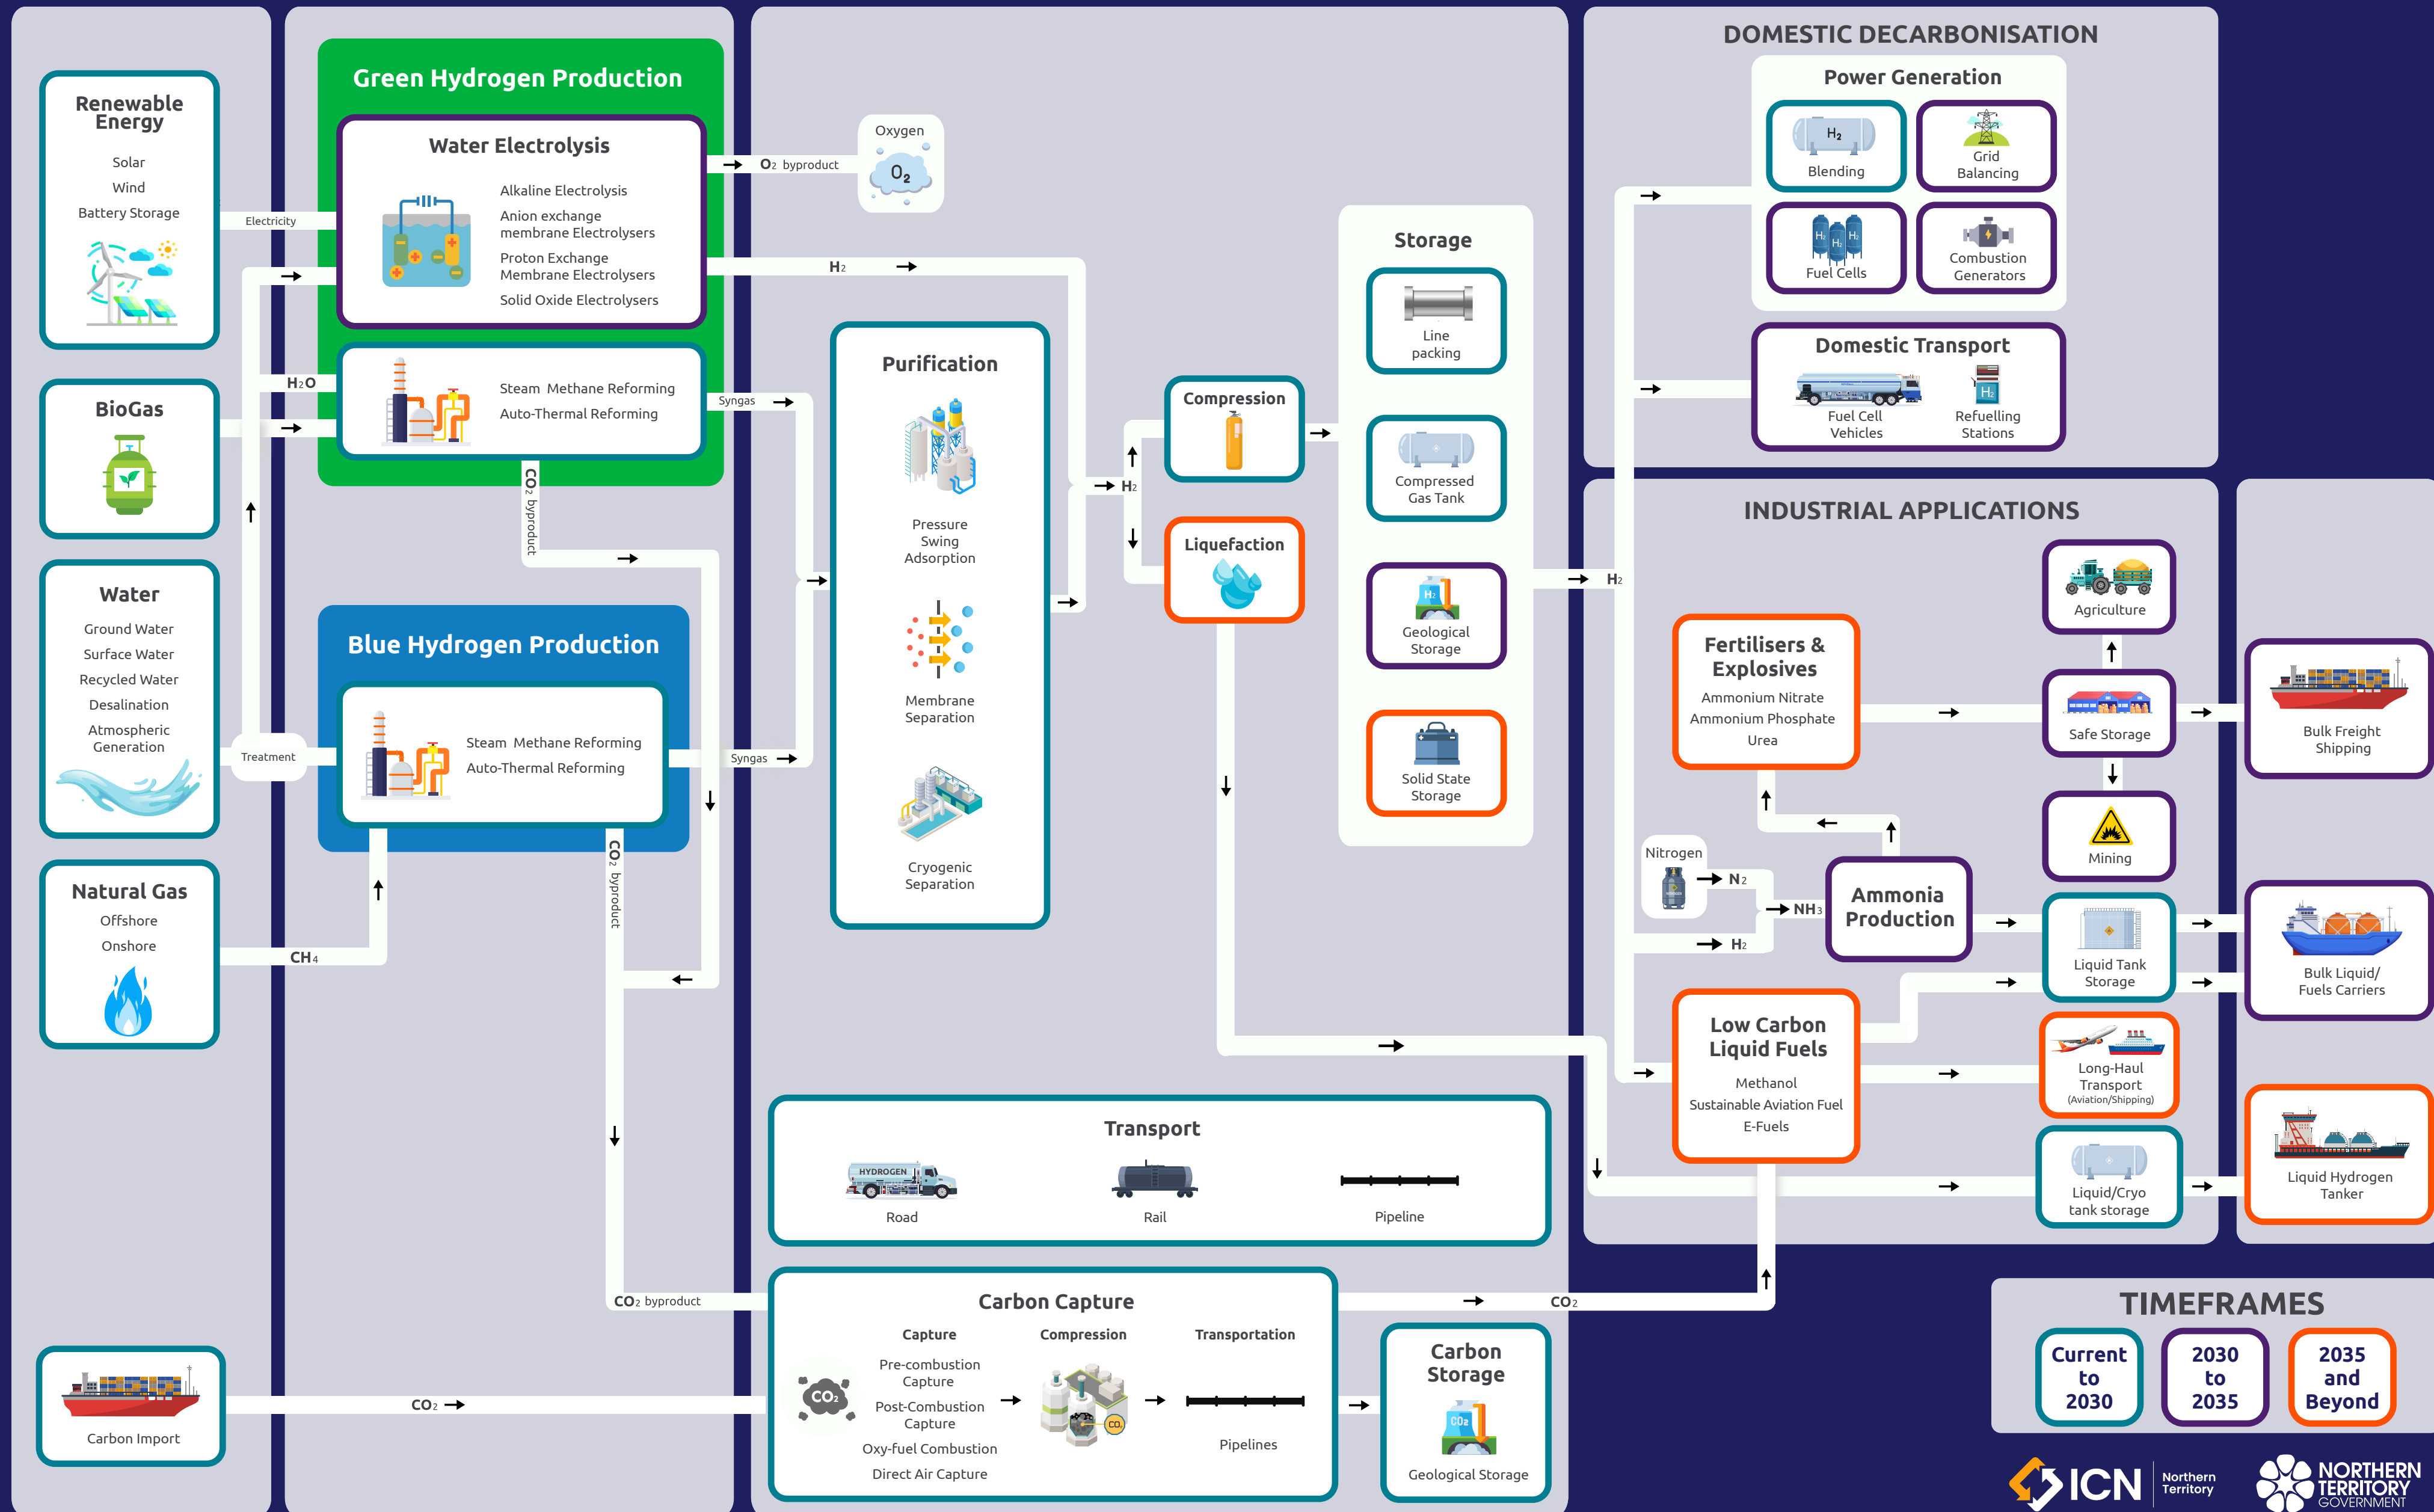 Renewable
Energy
Solar
Wind
Battery Storage
Electricity
BioGas
H2O
Water
Ground Water
Surface Water
Recycled Water
Desalination
Atmospheric
Generation
Treatment
Natural Gas
Offshore
Onshore
CH4
Carbon Import
CO2
Green Hydrogen Production
Water Electrolysis
Alkaline Electrolysis
Anion exchange
membrane Electrolysers
Proton Exchange
Membrane Electrolysers
Solid Oxide Electrolysers
Steam Methane Reforming
Auto-Thermal Reforming
CO2 byproduct
Blue Hydrogen Production
Steam Methane Reforming
Auto-Thermal Reforming
CO2 byproduct
CO2 byproduct
O2 byproduct
Oxygen
O2
H2
Syngas
Syngas
Purification
Pressure
Swing
Adsorption
Membrane
Separation
Cryogenic
Separation
H2
Compression
Liquefaction
Storage
Line
packing
Compressed
Gas Tank
H2
Geological
Storage
Solid State
Storage
H2
Transport
HYDROGEN
Road
Rail
Pipeline
Carbon Capture
Capture
Compression
Transportation
CO2
Pre-combustion
Capture
Post-Combustion
Capture
Oxy-fuel Combustion
Direct Air Capture
CO2
Pipelines
Carbon
Storage
CO2
Geological Storage
CO2
DOMESTIC DECARBONISATION
Power Generation
H2
Blending
Grid
Balancing
H2
H2
H2
Fuel Cells
Combustion
Generators
Domestic Transport
Fuel Cell
Vehicles
H2
Refuelling
Stations
INDUSTRIAL APPLICATIONS
Agriculture
Fertilisers &
Explosives
Ammonium Nitrate
Ammonium Phosphate
Urea
Safe Storage
Mining
Nitrogen
N2
NH3
H2
Ammonia
Production
Liquid Tank
Storage
Low Carbon
Liquid Fuels
Methanol
Sustainable Aviation Fuel
E-Fuels
Long-Haul
Transport
(Aviation/Shipping)
Liquid/Cryo
tank storage
Bulk Freight
Shipping
Bulk Liquid/
Fuels Carriers
Liquid Hydrogen
Tanker
TIMEFRAMES
Current
to
2030
2030
to
2035
2035
and
Beyond
ICN
Northern
Territory
NORTHERN
TERRITORY
GOVERNMENT